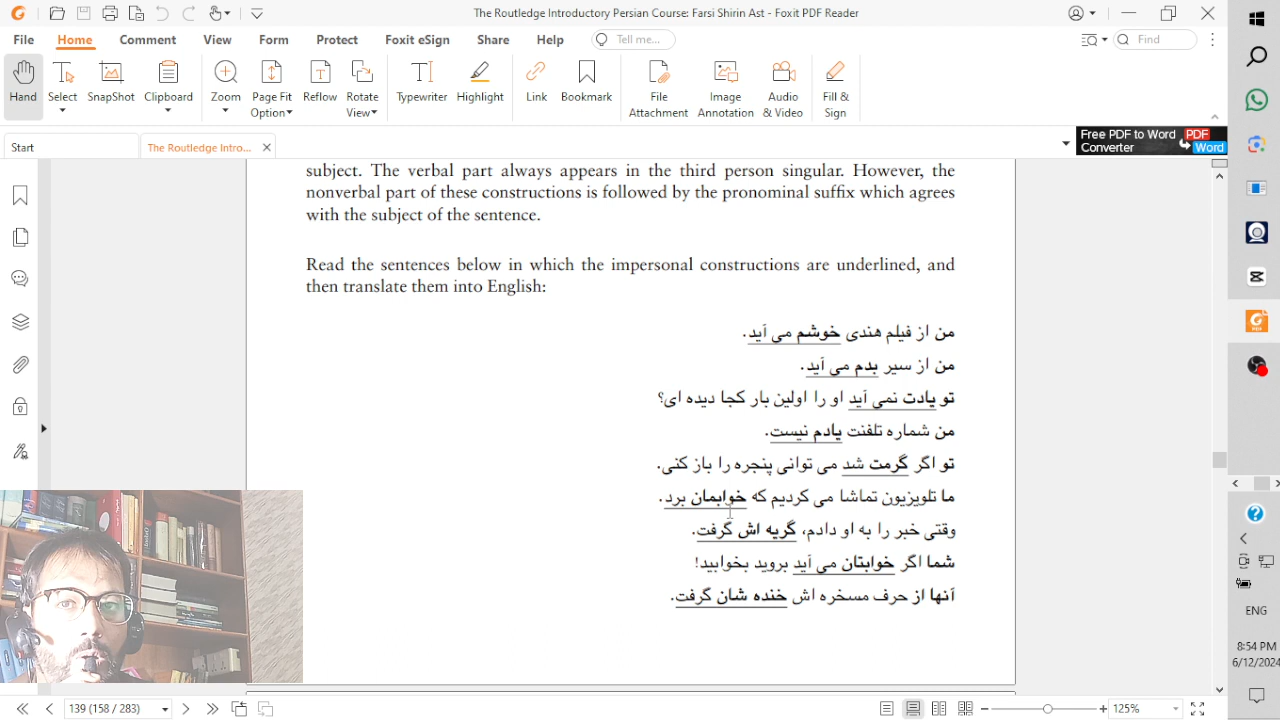 The Routledge Introductory Persian Course: Farsi Shirin Ast - Foxit PDF Reader
File Home Comment View Form Protect Foxit eSign Share Help Tell me... Find
Hand Select SnapShot Clipboard Zoom Page Fit Option Reflow Rotate View Typewriter Highlight Link Bookmark File Attachment Image Annotation Audio & Video Fill & Sign
Start The Routledge Intro... Free PDF to Word Converter PDF Word
subject. The verbal part always appears in the third person singular. However, the
nonverbal part of these constructions is followed by the pronominal suffix which agrees
with the subject of the sentence.
Read the sentences below in which the impersonal constructions are underlined, and
then translate them into English:
من از فیلم هندی خوشم می آید.
من از سیر بدم می آید.
تو یادت نمی آید او را اولین بار کجا دیده ای؟
من شماره تلفنت یادم نیست.
تو اگر گرمت شد می توانی پنجره را باز کنی.
ما تلویزیون تماشا می کردیم که خوابمان برد.
وقتی خبر را به او دادم، گریه اش گرفت.
شما اگر خوابتان می آید بروید بخوابید!
آنها از حرف مسخره اش خنده شان گرفت.
139 (158 / 283) 125%
ENG
8:54 PM
6/12/2024